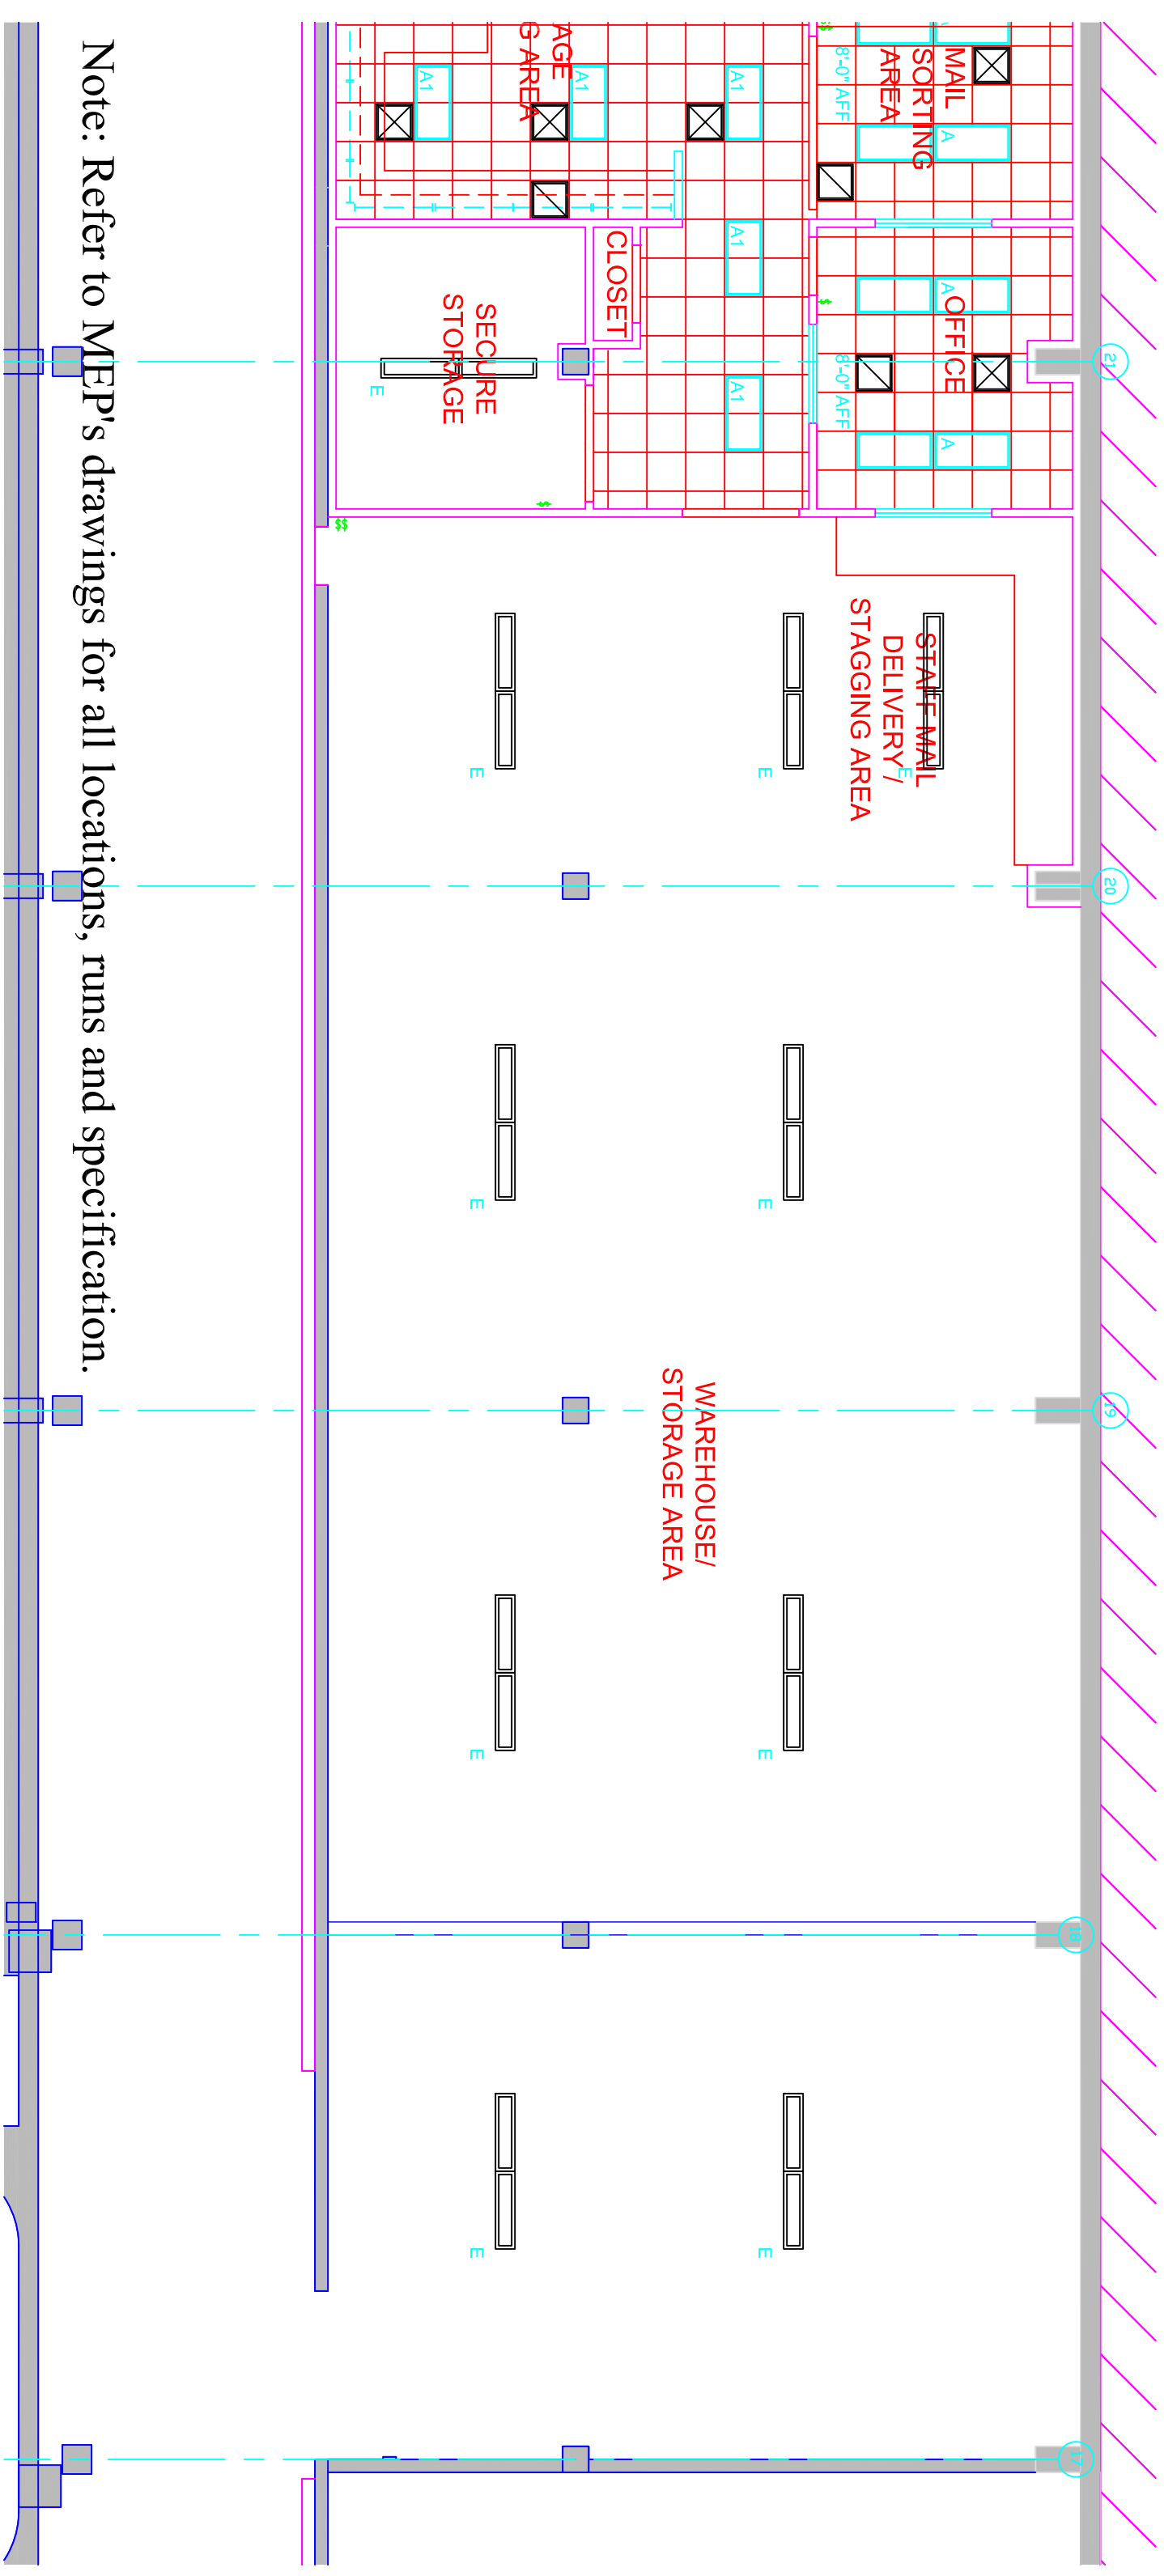 AGE
G AREA
MAIL
SORTING
AREA
8'-0" AFF
A
A
A1
A1
A1
$$
CLOSET
A1
A1
SECURE
STORAGE
E
OFFICE
8'-0" AFF
A
A
$
$
$$
21
STAFF MAIL
DELIVERY /
STAGGING AREA
E
E
E
20
E
E
19
WAREHOUSE/
STORAGE AREA
E
E
18
E
E
17
Note: Refer to MEP's drawings for all locations, runs and specification.